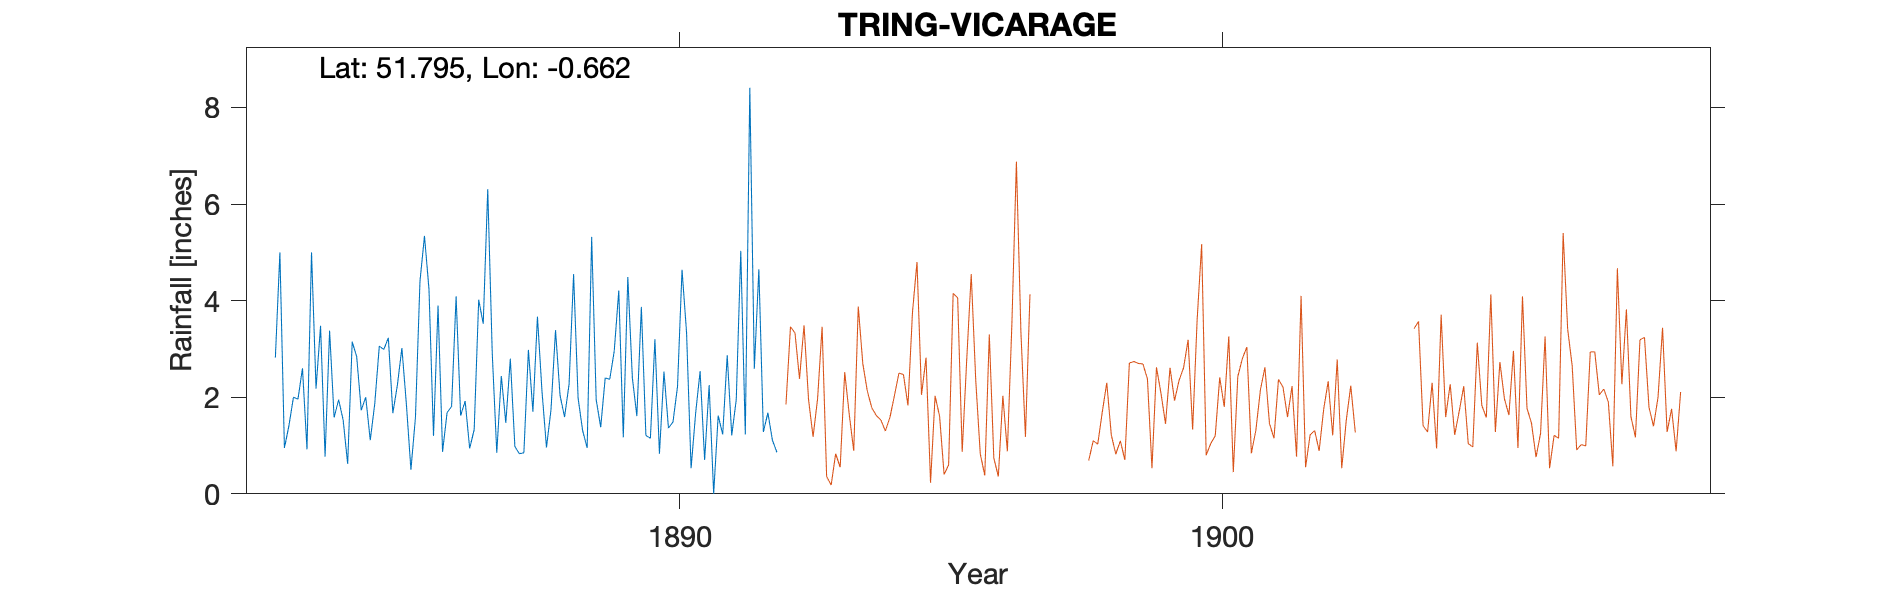 TRING-VICARAGE
Lat: 51.795, Lon: -0.662
8
6
4
2
0
Rainfall [inches]
1890
1900
Year